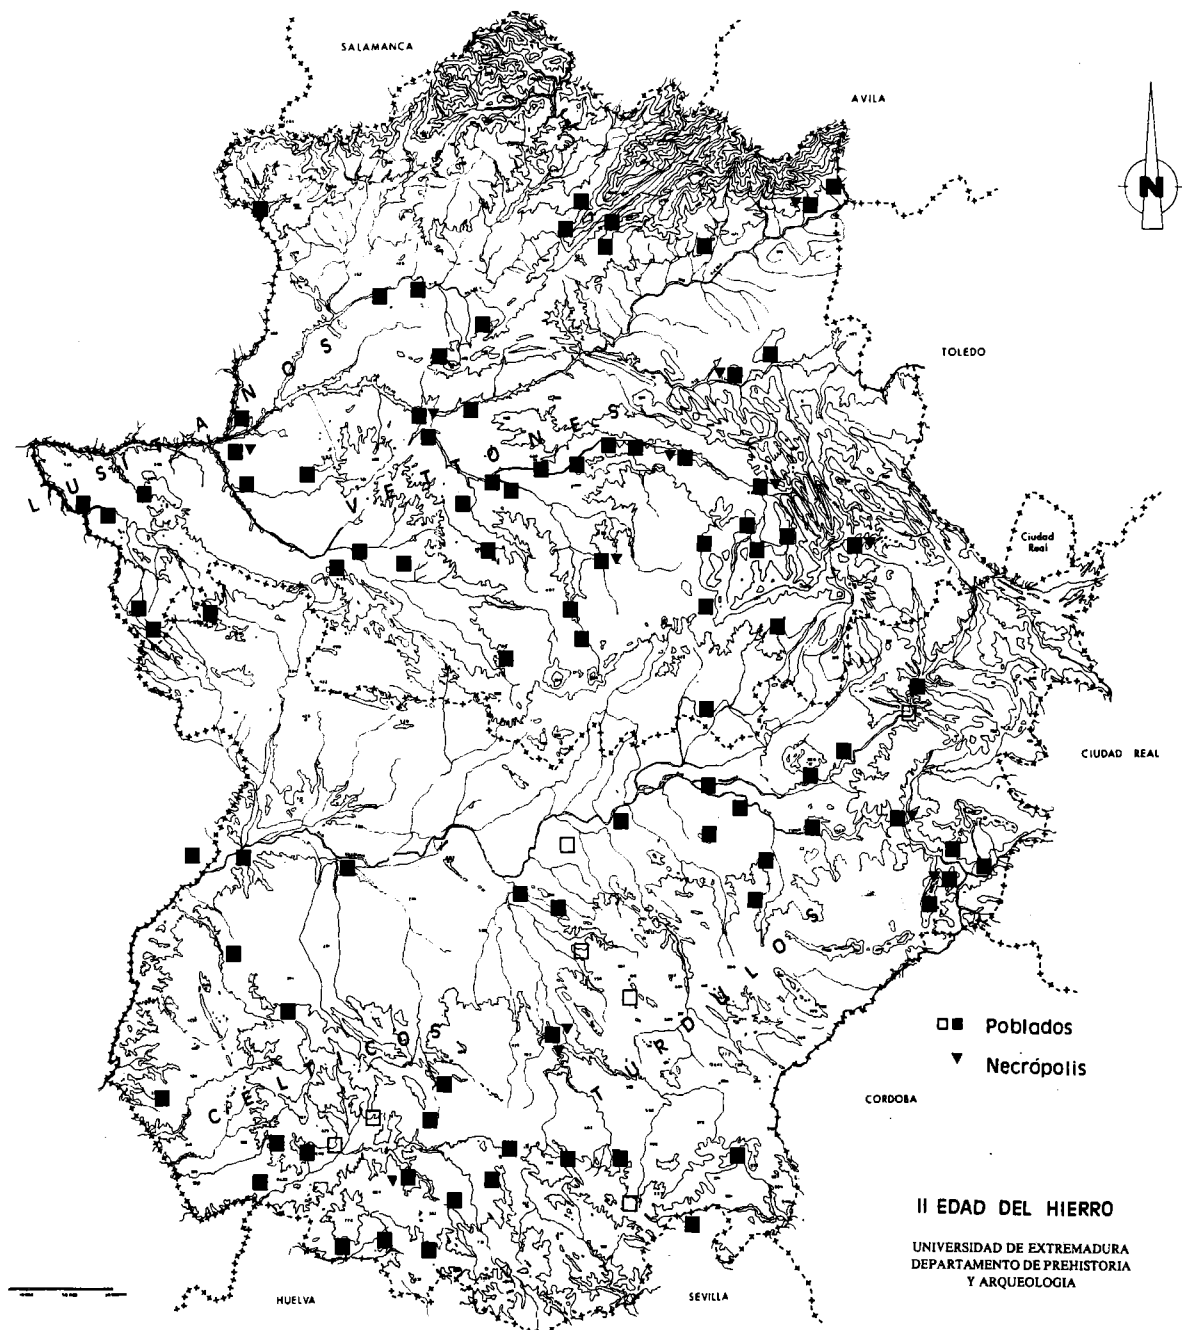 SALAMANCA
AVILA
N
TOLEDO
LUSITANOS
VETTONES
Ciudad
Real
CIUDAD REAL
TURDULOS
CELTICOS
Poblados
Necrópolis
CORDOBA
II EDAD DEL HIERRO
UNIVERSIDAD DE EXTREMADURA
DEPARTAMENTO DE PREHISTORIA
Y ARQUEOLOGIA
HUELVA
SEVILLA